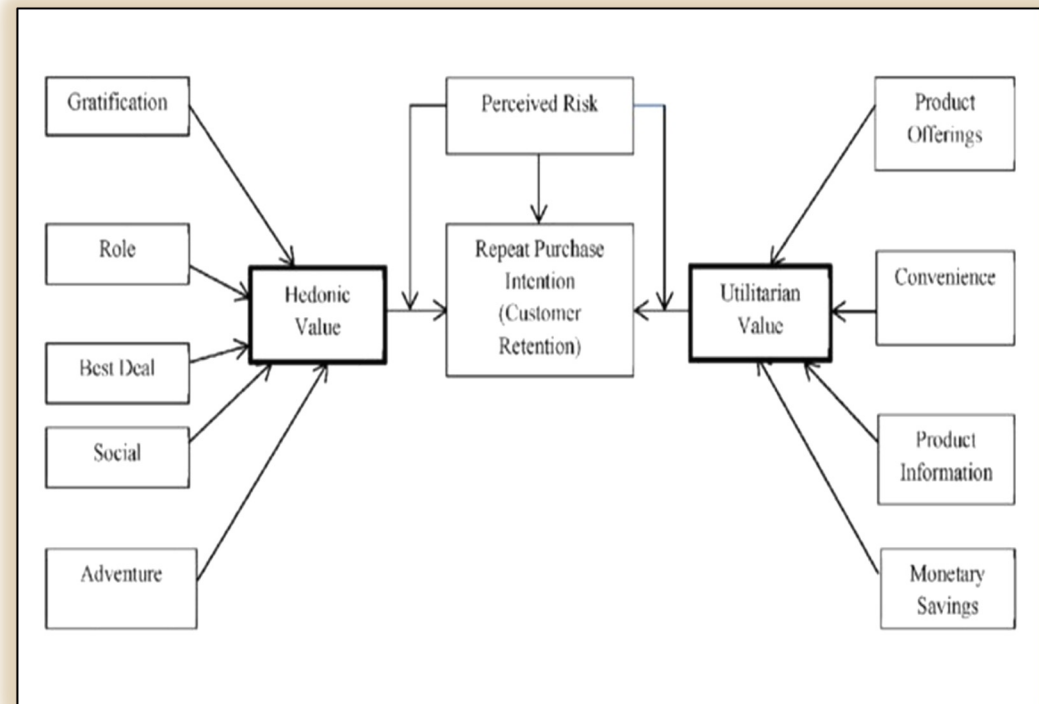 Gratification
Perceived Risk
Product
Offerings
Role
Repeat Purchase
Intention
(Customer
Retention)
Hedonic
Value
Utilitarian
Value
Convenience
Best Deal
Social
Product
Information
Adventure
Monetary
Savings